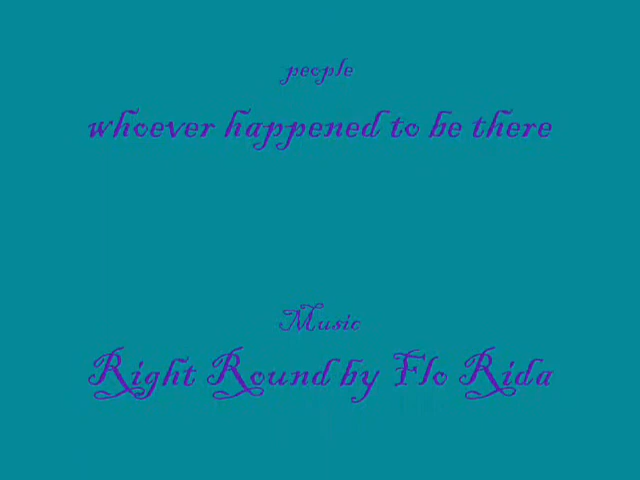 people
whoever happened to be there
Music
Right Round by Flo Rida